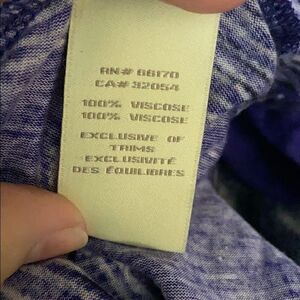 RN# 66170
CA# 32054
100% VISCOSE
100% VISCOSE
EXCLUSIVE OF
TRIMS
EXCLUSIVITÉ
DES ÉQUILIBRES